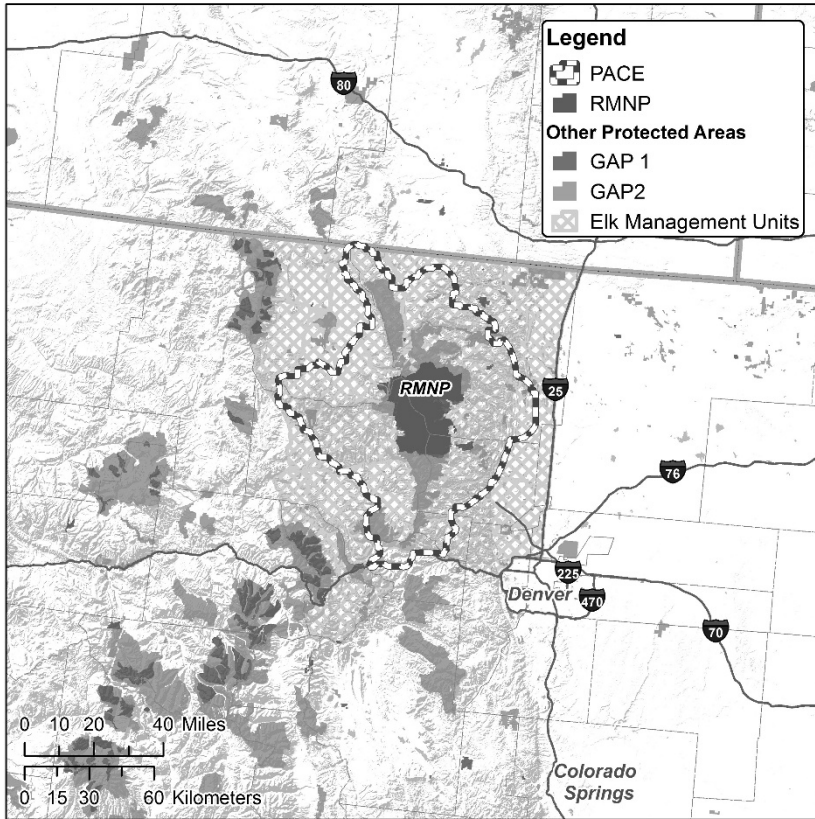 Legend
PACE
RMNP
Other Protected Areas
GAP 1
GAP2
Elk Management Units
80
RMNP
25
76
225
Denver
470
70
0 10 20 40 Miles
0 15 30 60 Kilometers
Colorado
Springs